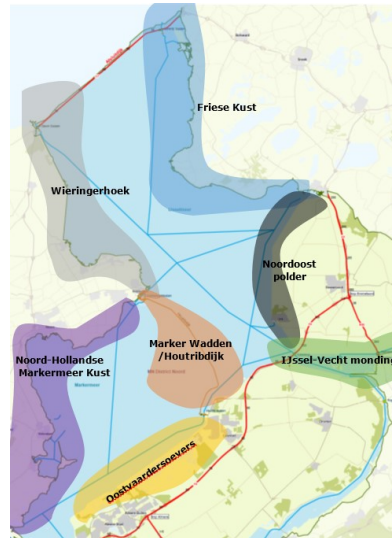 Friese Kust
Wieringerhoek
Noordoost
polder
Marker Wadden
/Houtribdijk
Noord-Hollandse
Markermeer Kust
IJssel-Vecht monding
Oostvaardersoevers